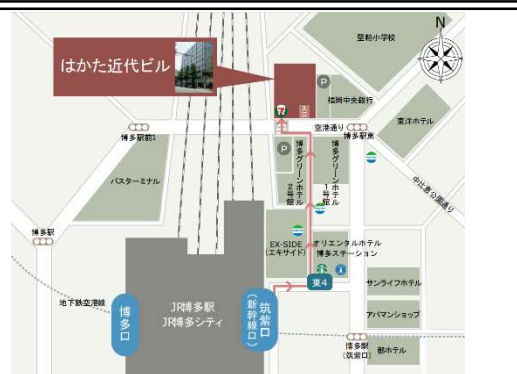 N
堅粕小学校
はかた近代ビル
P
福岡中央銀行
入口
東洋ホテル
博多駅前1
空港通り
博多駅東
P
博多グリーンホテル
2号館
博多グリーンホテル
1号館
中比恵公園通り
バスターミナル
博多駅
EX-SIDE
(エキサイド)
オリエンタルホテル
博多ステーション
東4
サンライフホテル
地下鉄空港線
博多口
JR博多駅
JR博多シティ
筑紫口
(新幹線口)
アパマンショップ
博多駅
(筑紫口)
都ホテル